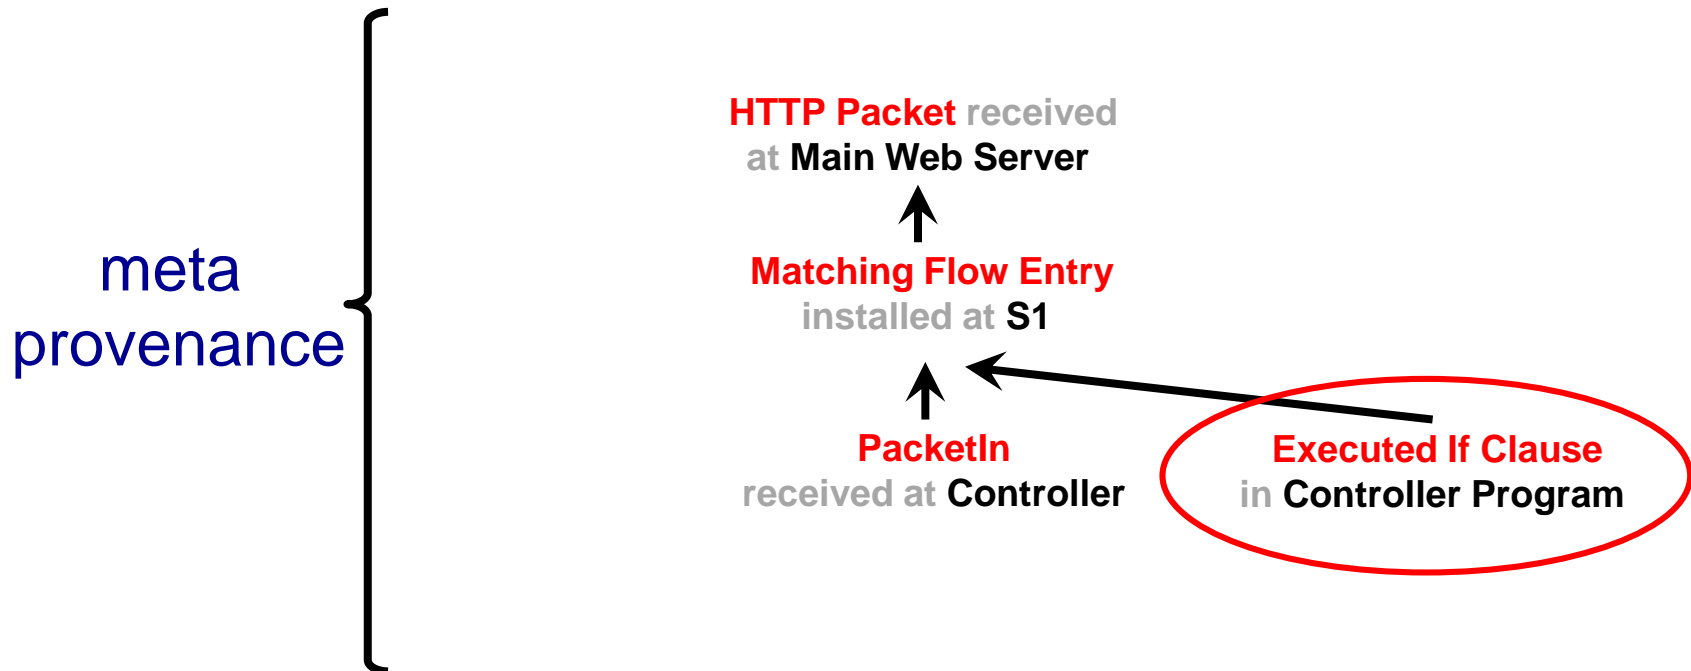 HTTP Packet received
at Main Web Server
meta
provenance
Matching Flow Entry
installed at S1
PacketIn
received at Controller
Executed If Clause
in Controller Program